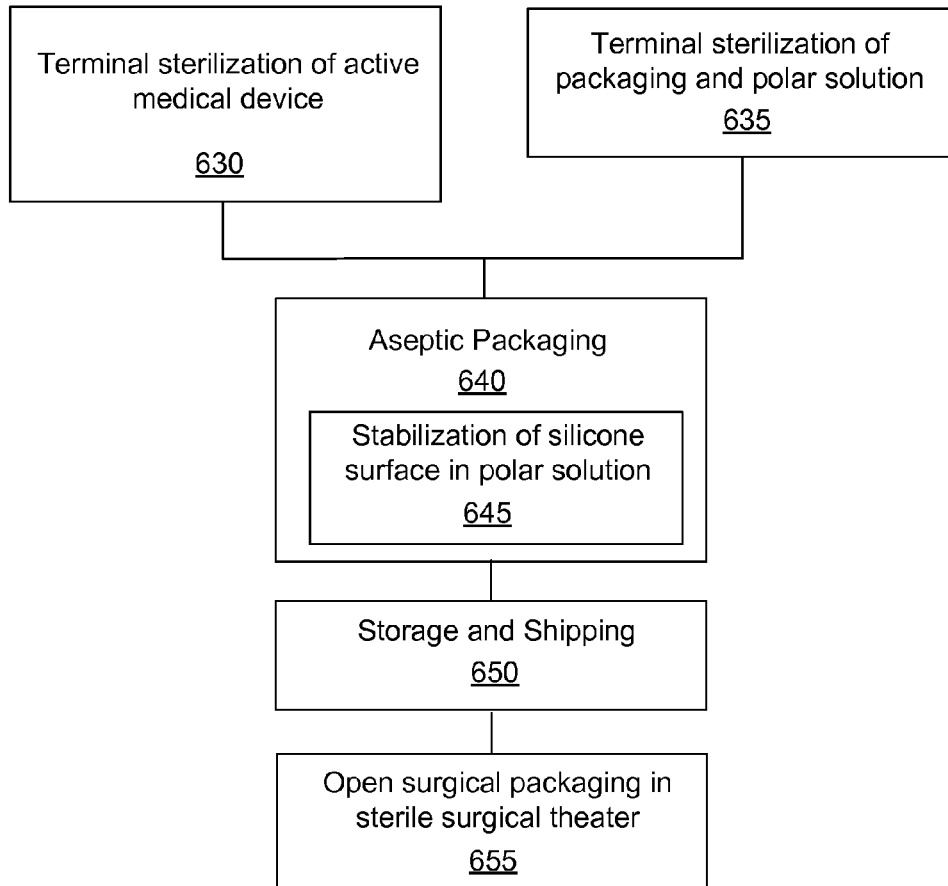 Terminal sterilization of active
medical device
630
Terminal sterilization of
packaging and polar solution
635
Aseptic Packaging
640
Stabilization of silicone
surface in polar solution
645
Storage and Shipping
650
Open surgical packaging in
sterile surgical theater
655